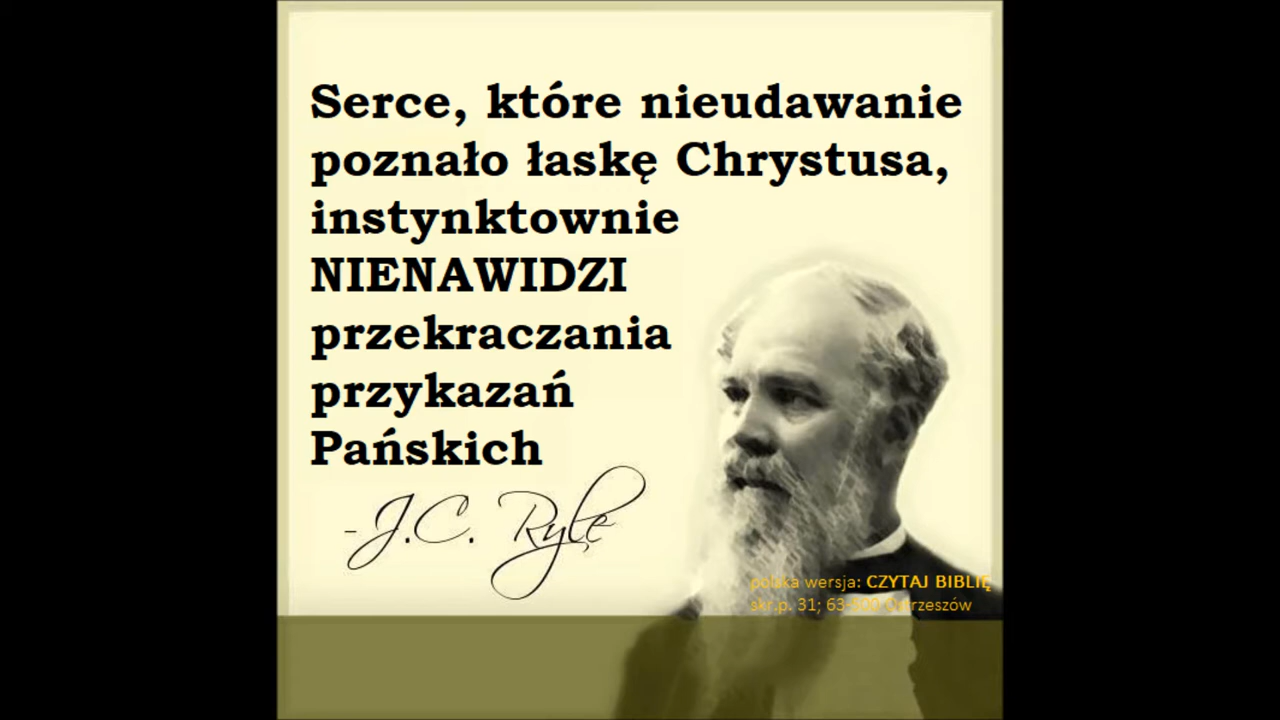 Serce, które nieudawanie
poznało łaskę Chrystusa,
instynktownie
NIENAWIDZI
przekraczania
przykazań
Pańskich
-J.C. Ryle
polska wersja: CZYTAJ BIBLIĘ
skr.p. 31; 63-500 Ostrzeszów